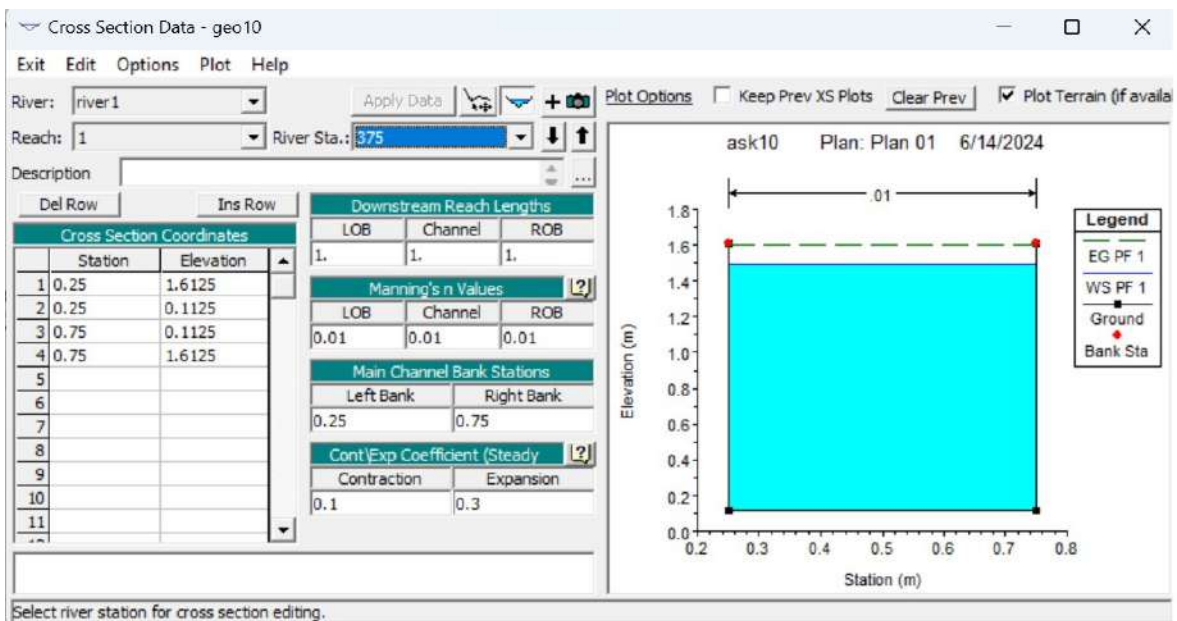 Cross Section Data - geo10
Exit Edit Options Plot Help
River: river1
Apply Data
Plot Options Keep Prev XS Plots Clear Prev Plot Terrain (if availa
Reach: 1 River Sta.: 375
Description
...
Del Row Ins Row
Cross Section Coordinates
Station Elevation
1 0.25 1.6125
2 0.25 0.1125
3 0.75 0.1125
4 0.75 1.6125
5
6
7
8
9
10
11
Downstream Reach Lengths
LOB Channel ROB
1. 1. 1.
Manning's n Values
LOB Channel ROB
0.01 0.01 0.01
Main Channel Bank Stations
Left Bank Right Bank
0.25 0.75
Cont\Exp Coefficient (Steady
Contraction Expansion
0.1 0.3
ask10 Plan: Plan 01 6/14/2024
.01
1.8
1.6
1.4
1.2
1.0
0.8
0.6
0.4
0.2
0.0
Elevation (m)
0.2 0.3 0.4 0.5 0.6 0.7 0.8
Station (m)
Legend
EG PF 1
WS PF 1
Ground
Bank Sta
Select river station for cross section editing.